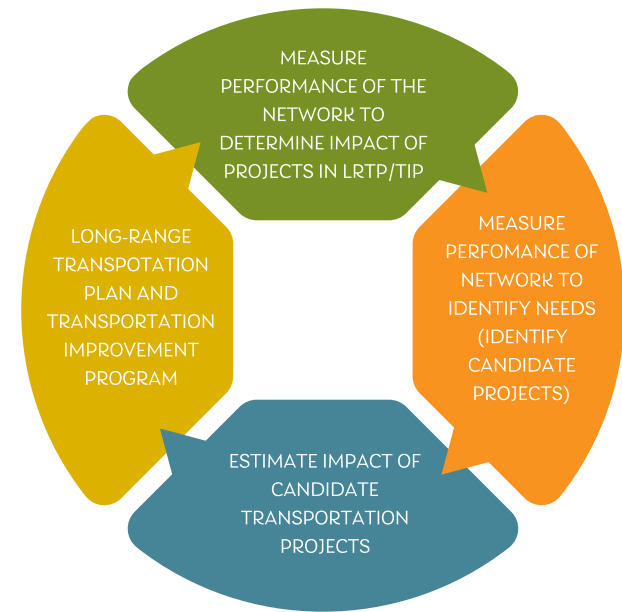 MEASURE
PERFORMANCE OF THE
NETWORK TO
DETERMINE IMPACT OF
PROJECTS IN LRTP/TIP
MEASURE
PERFOMANCE OF
NETWORK TO
IDENTIFY NEEDS
(IDENTIFY
CANDIDATE
PROJECTS)
ESTIMATE IMPACT OF
CANDIDATE
TRANSPORTATION
PROJECTS
LONG-RANGE
TRANSPOTATION
PLAN AND
TRANSPORTATION
IMPROVEMENT
PROGRAM